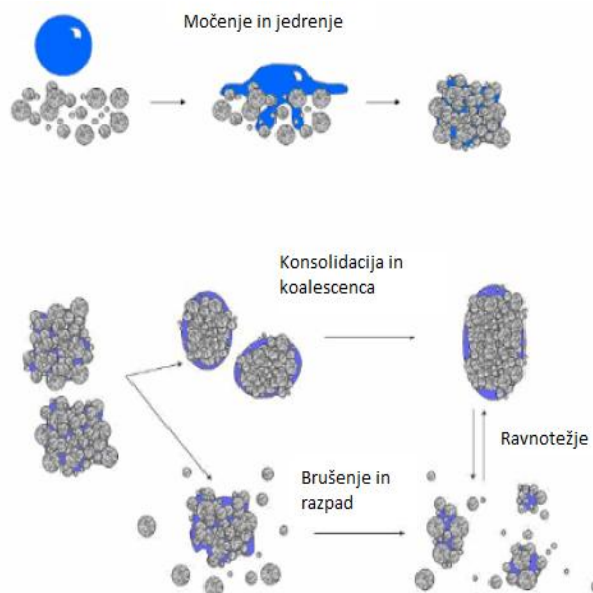 Močenje in jedrenje
Konsolidacija in
koalescenca
Ravnotežje
Brušenje in
razpad